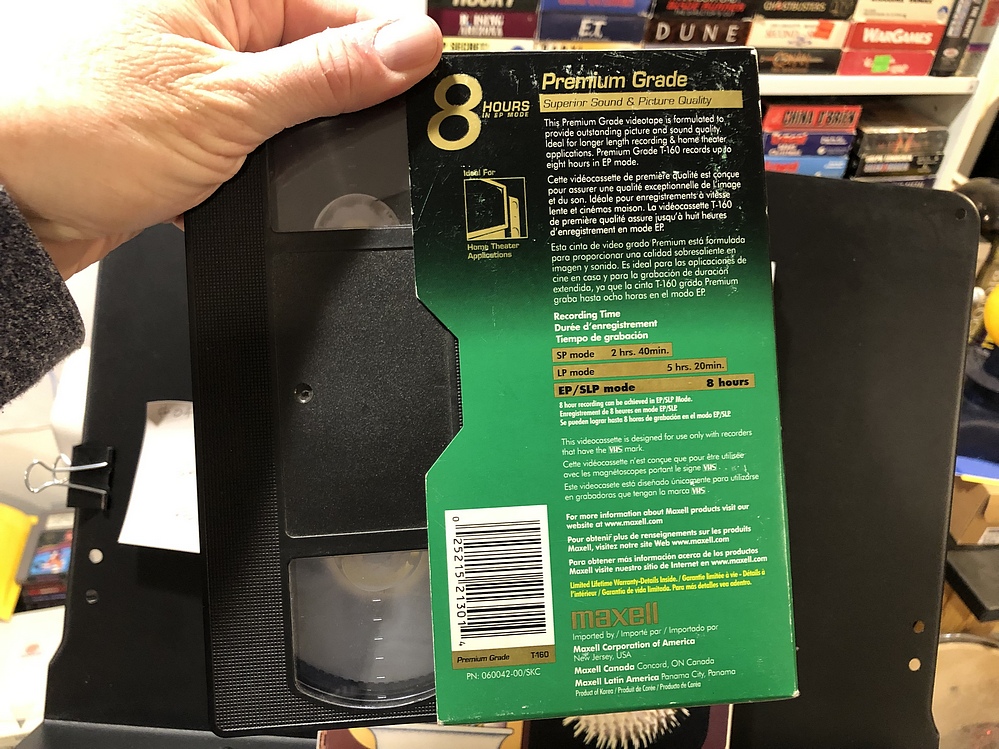 E.T.
DUNE
GHOSTBUSTERS
WARGAMES
CHINA O'BRIEN
8 HOURS
IN EP MODE
Ideal For
Home Theater
Applications
Premium Grade
Superior Sound & Picture Quality
This Premium Grade videotape is formulated to
provide outstanding picture and sound quality.
Ideal for longer length recording & home theater
applications. Premium Grade T-160 records up to
eight hours in EP mode.
Cette vidéocassette de première qualité est conçue
pour assurer une qualité exceptionnelle de l'image
et du son. Idéale pour enregistrements à vitesse
lente et cinémas maison. La vidéocassette T-160
de première qualité assure jusqu'à huit heures
d'enregistrement en mode EP.
Esta cinta de video grado Premium está formulada
para proporcionar una calidad sobresaliente en
imagen y sonido. Es ideal para las aplicaciones de
cine en casa y para la grabación de duración
extendida, ya que la cinta T-160 grado Premium
graba hasta ocho horas en el modo EP.
Recording Time
Durée d'enregistrement
Tiempo de grabación
SP mode 2 hrs. 40min.
LP mode 5 hrs. 20min.
EP/SLP mode 8 hours
8 hour recording can be achieved in EP/SLP Mode.
Enregistrement de 8 heures en mode EP/SLP.
Se pueden lograr hasta 8 horas de grabación en el modo EP/SLP.
This videocassette is designed for use only with recorders
that have the VHS mark.
Cette vidéocassette n'est conçue que pour être utilisée
avec les magnétoscopes portant le signe VHS.
Este videocasete está diseñado únicamente para utilizarse
en grabadoras que tengan la marca VHS.
For more information about Maxell products visit our
website at www.maxell.com
Pour obtenir plus de renseignements sur les produits
Maxell, visitez notre site Web www.maxell.com
Para obtener más información acerca de los productos
Maxell visite nuestro sitio de Internet en www.maxell.com
Limited Lifetime Warranty-Details Inside. / Garantie limitée à vie - Détails à
l'intérieur / Garantía de vida limitada. Para más detalles vea adentro.
maxell
Imported by / Importé par / Importado por
Maxell Corporation of America
New Jersey, USA
Maxell Canada Concord, ON Canada
Maxell Latin America Panama City, Panama
Product of Korea / Produit de Corée / Producto de Corea
0 25215 21301 4
Premium Grade T-160
PN: 060042-00/SKC